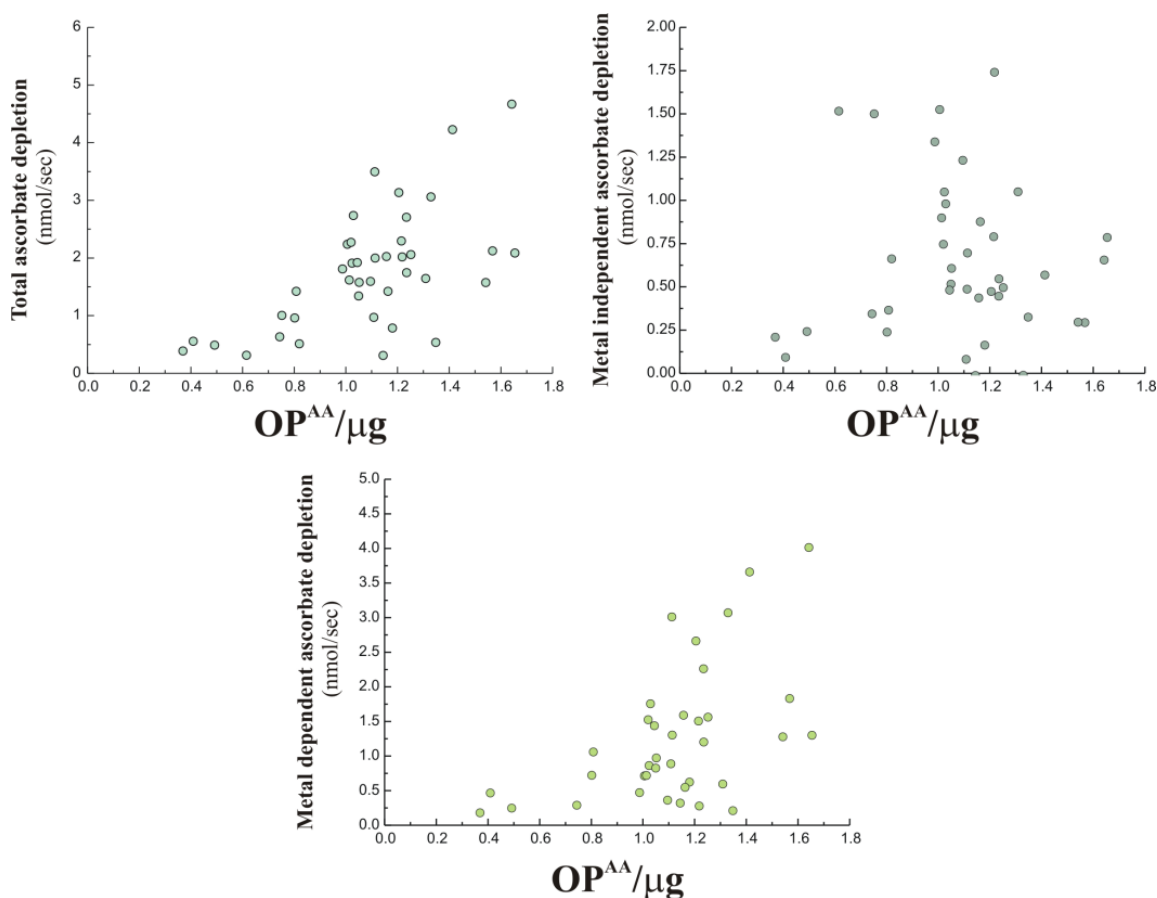 Total ascorbate depletion
(nmol/sec)
6
5
4
3
2
1
0
0.0 0.2 0.4 0.6 0.8 1.0 1.2 1.4 1.6 1.8
OP^AA/μg
Metal independent ascorbate depletion
(nmol/sec)
2.00
1.75
1.50
1.25
1.00
0.75
0.50
0.25
0.00
0.0 0.2 0.4 0.6 0.8 1.0 1.2 1.4 1.6 1.8
OP^AA/μg
Metal dependent ascorbate depletion
(nmol/sec)
5.0
4.5
4.0
3.5
3.0
2.5
2.0
1.5
1.0
0.5
0.0
0.0 0.2 0.4 0.6 0.8 1.0 1.2 1.4 1.6 1.8
OP^AA/μg